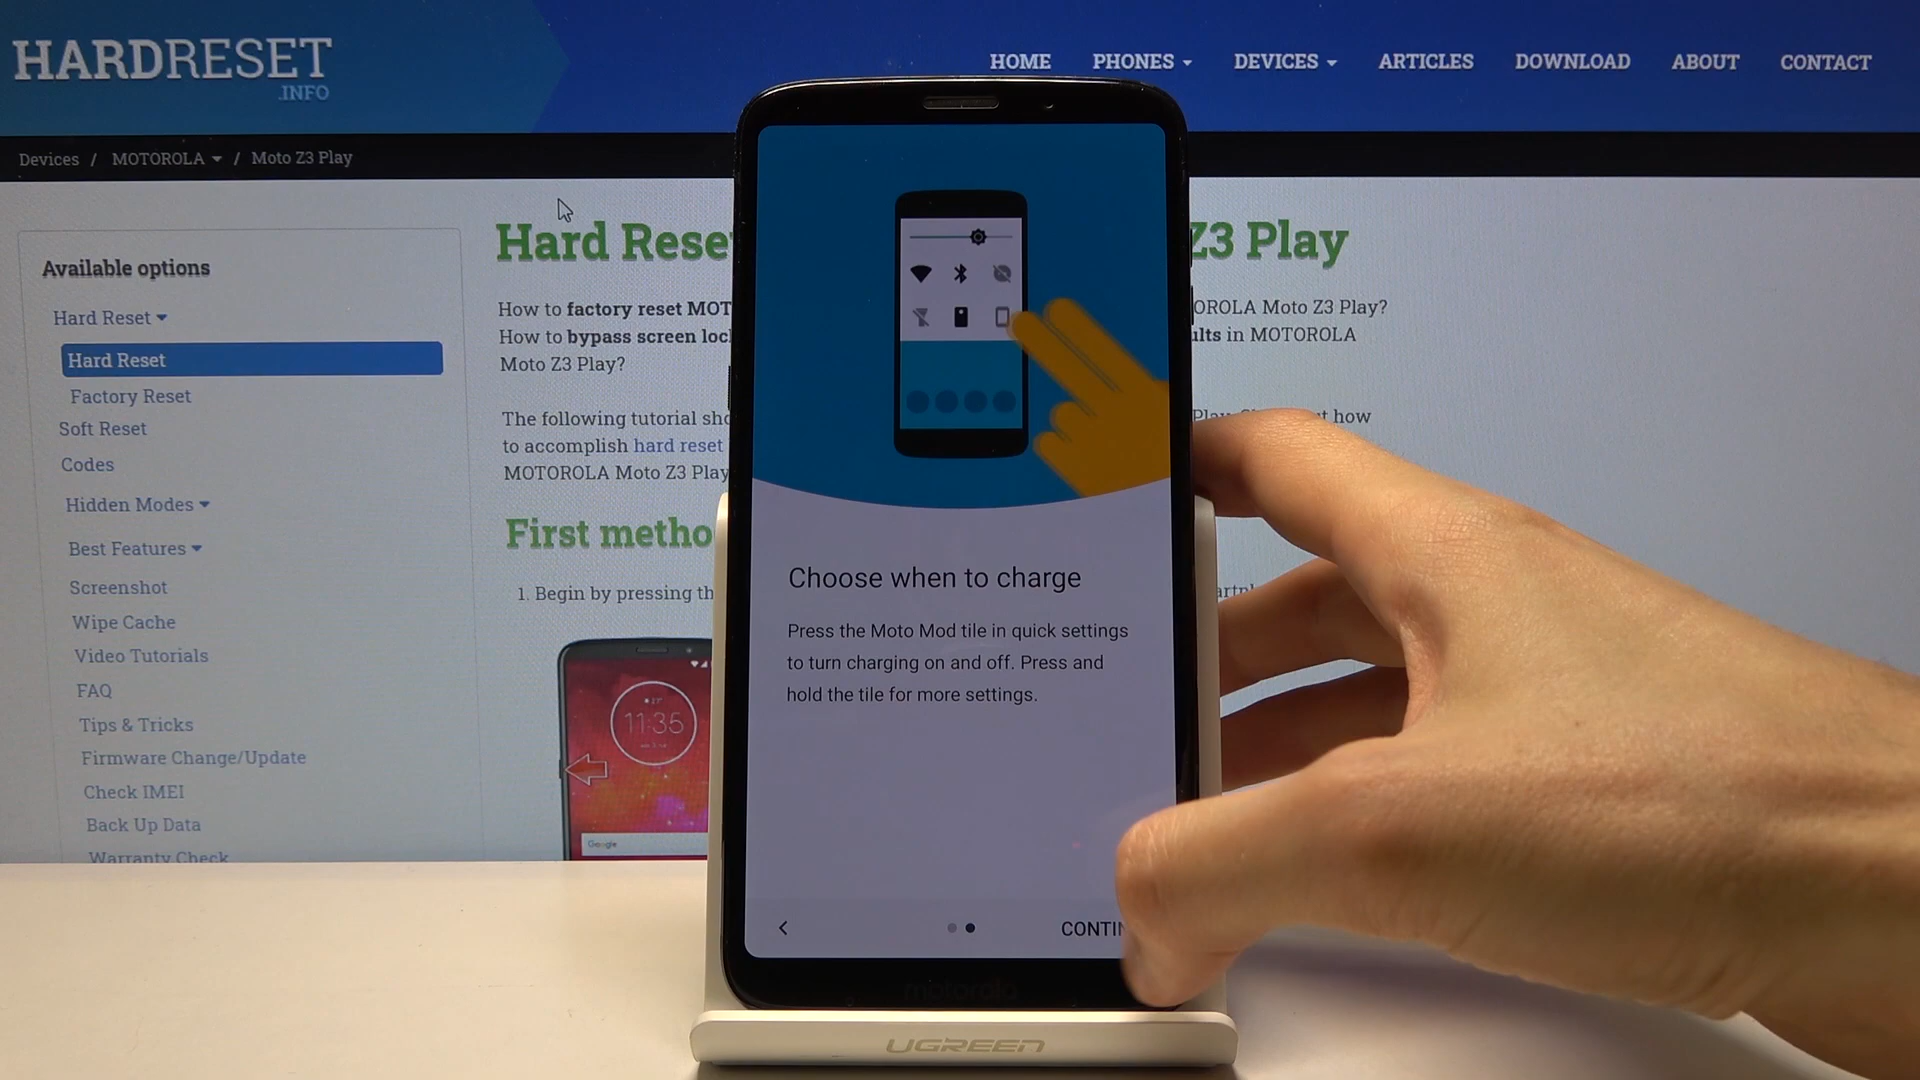 HARDRESET
.INFO
HOME PHONES DEVICES ARTICLES DOWNLOAD ABOUT CONTACT
Devices / MOTOROLA / Moto Z3 Play
Available options
Hard Reset
Hard Reset
Factory Reset
Soft Reset
Codes
Hidden Modes
Best Features
Screenshot
Wipe Cache
Video Tutorials
FAQ
Tips & Tricks
Firmware Change/Update
Check IMEI
Back Up Data
Warranty Check
Hard Rese Z3 Play
How to factory reset MOT OROLA Moto Z3 Play?
How to bypass screen loc ults in MOTOROLA
Moto Z3 Play?
The following tutorial sho how
to accomplish hard reset
MOTOROLA Moto Z3 Play
First metho
1. Begin by pressing th
11:35
Google
Choose when to charge
Press the Moto Mod tile in quick settings
to turn charging on and off. Press and
hold the tile for more settings.
CONTIN
motorola
UGREEN